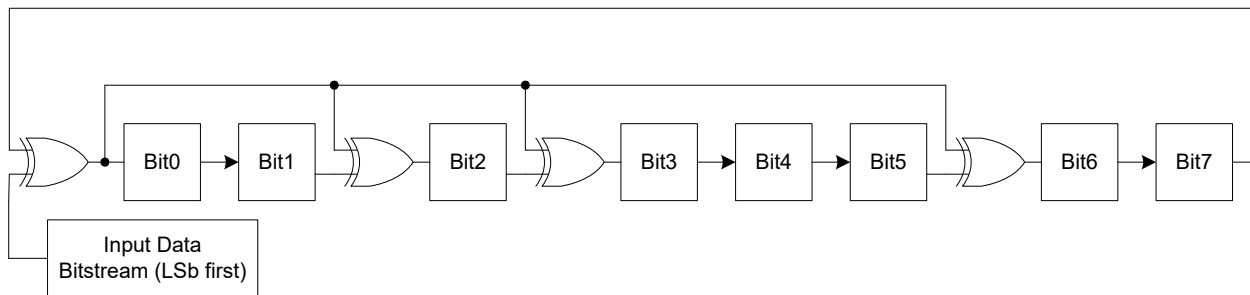 Bit0
Bit1
Bit2
Bit3
Bit4
Bit5
Bit6
Bit7
Input Data
Bitstream (LSb first)